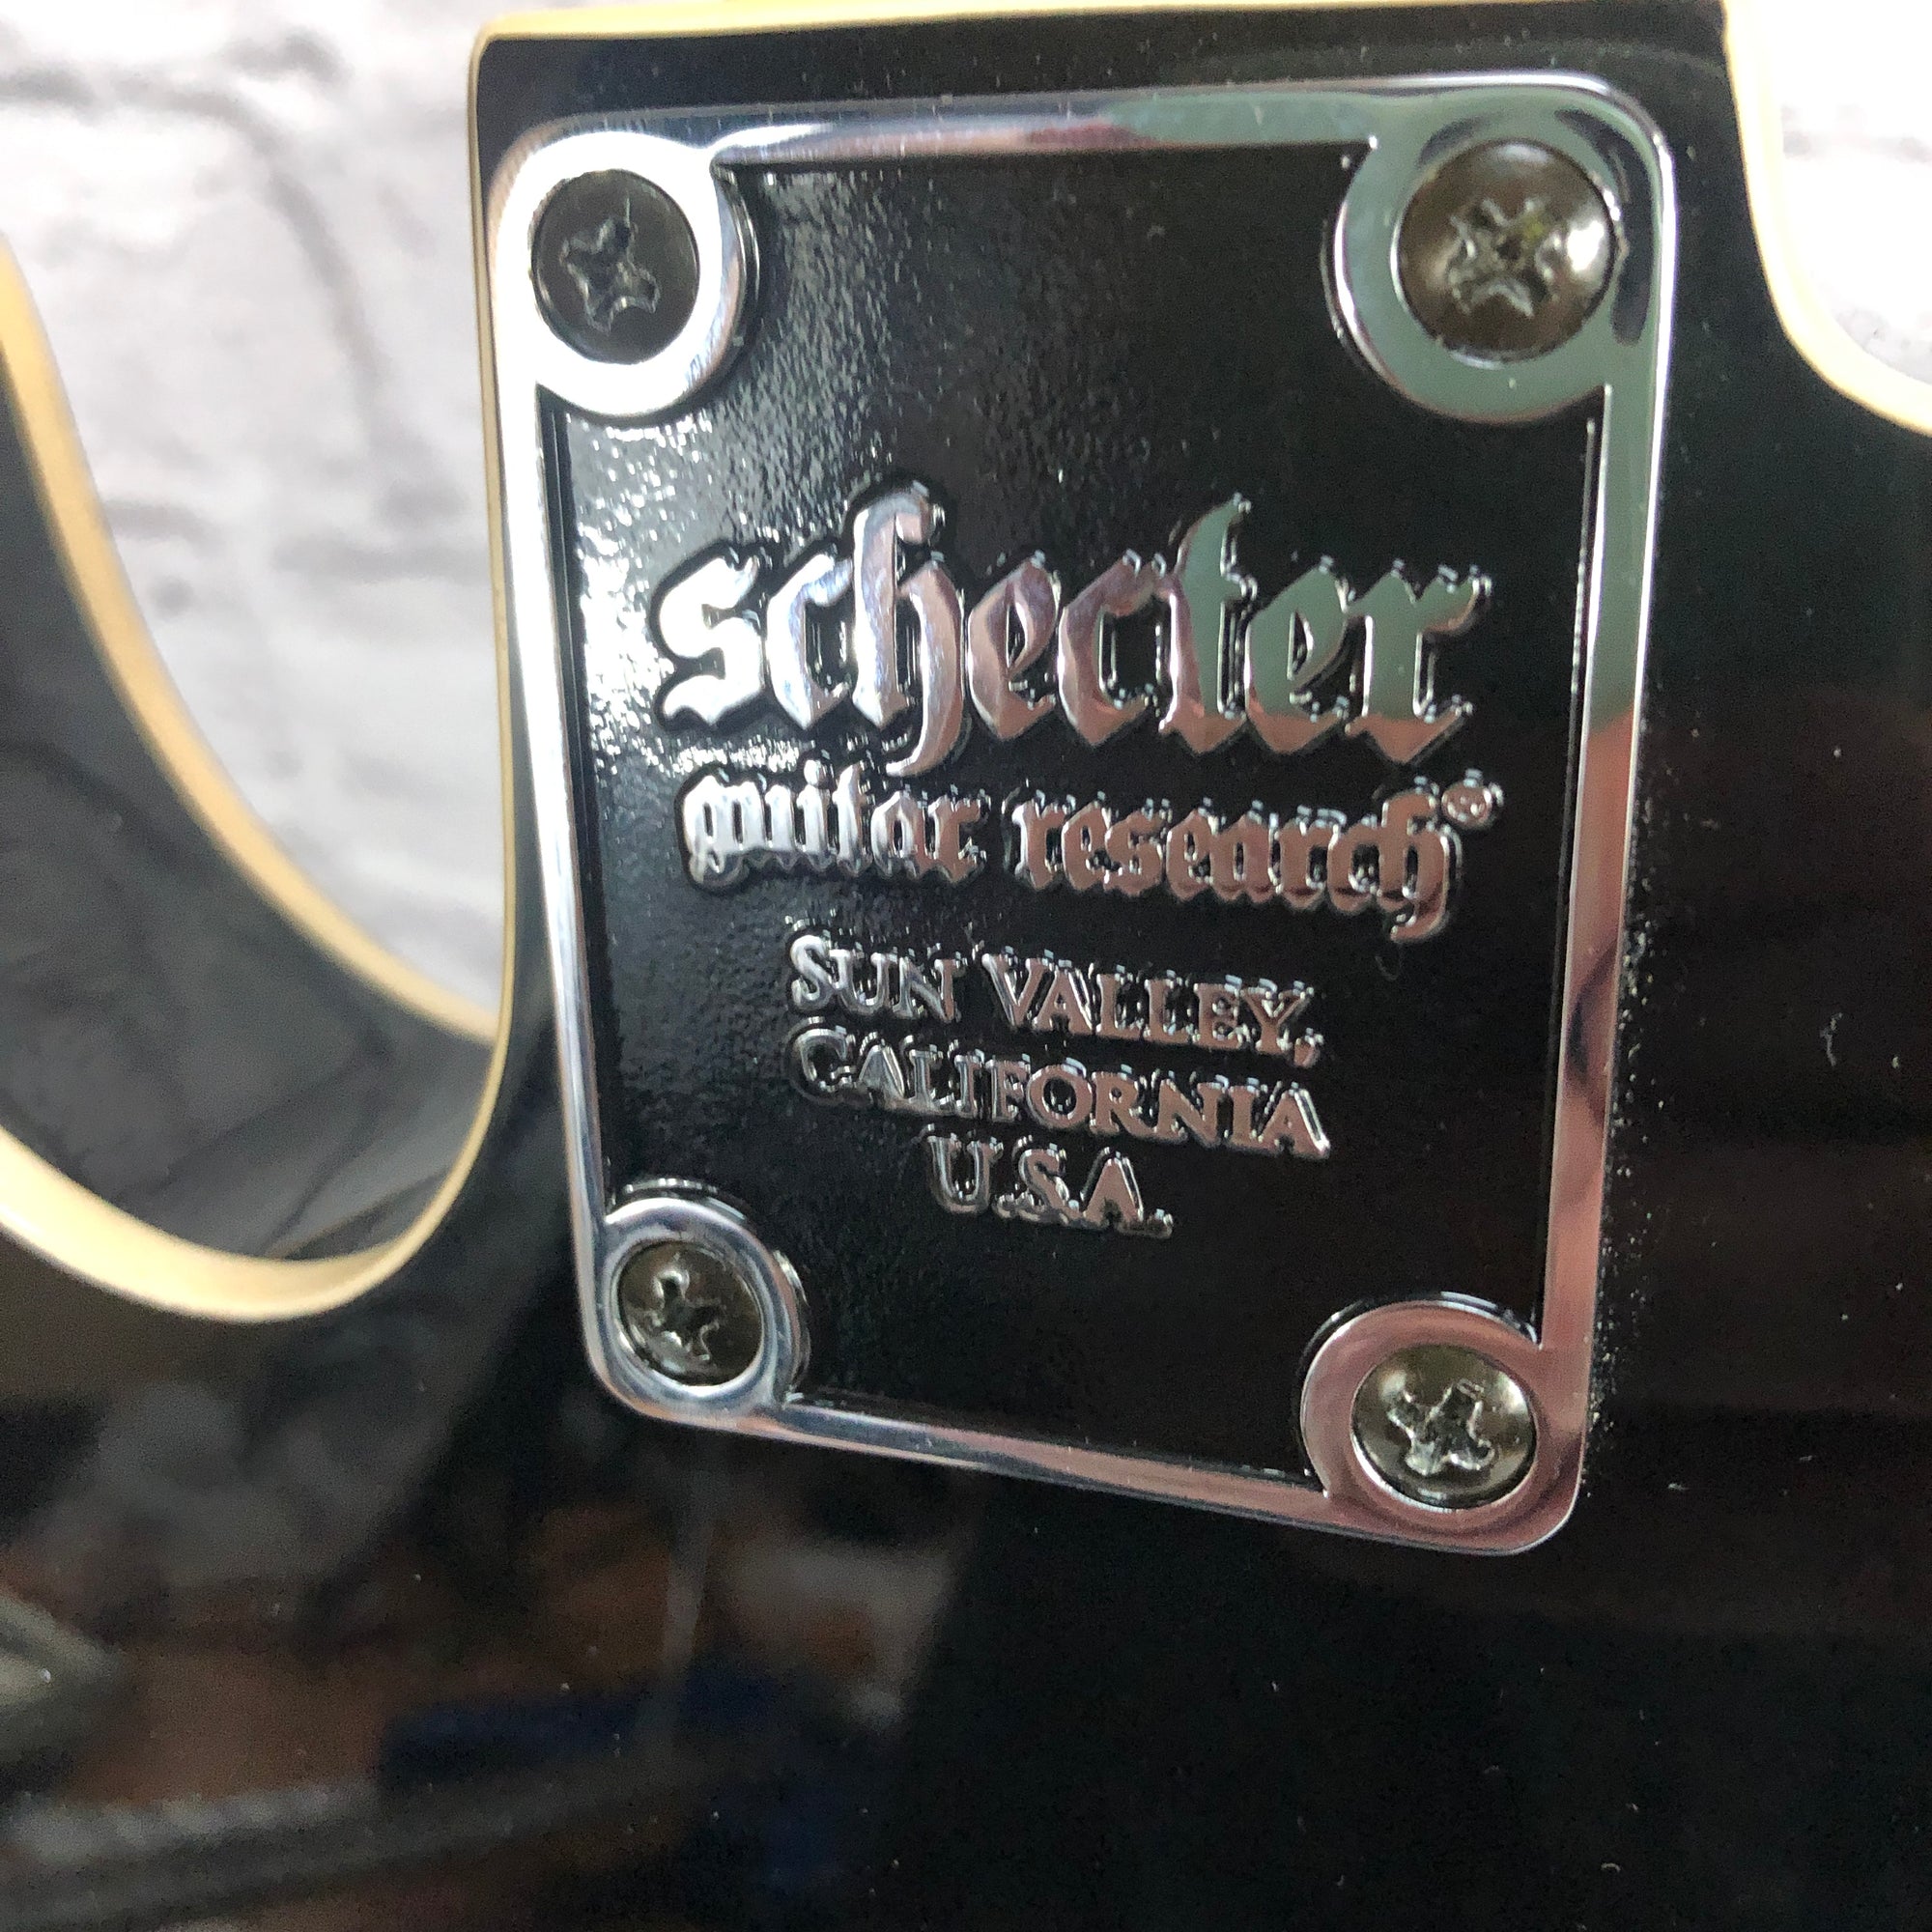 schecter
guitar research®
SUN VALLEY,
CALIFORNIA
U.S.A.